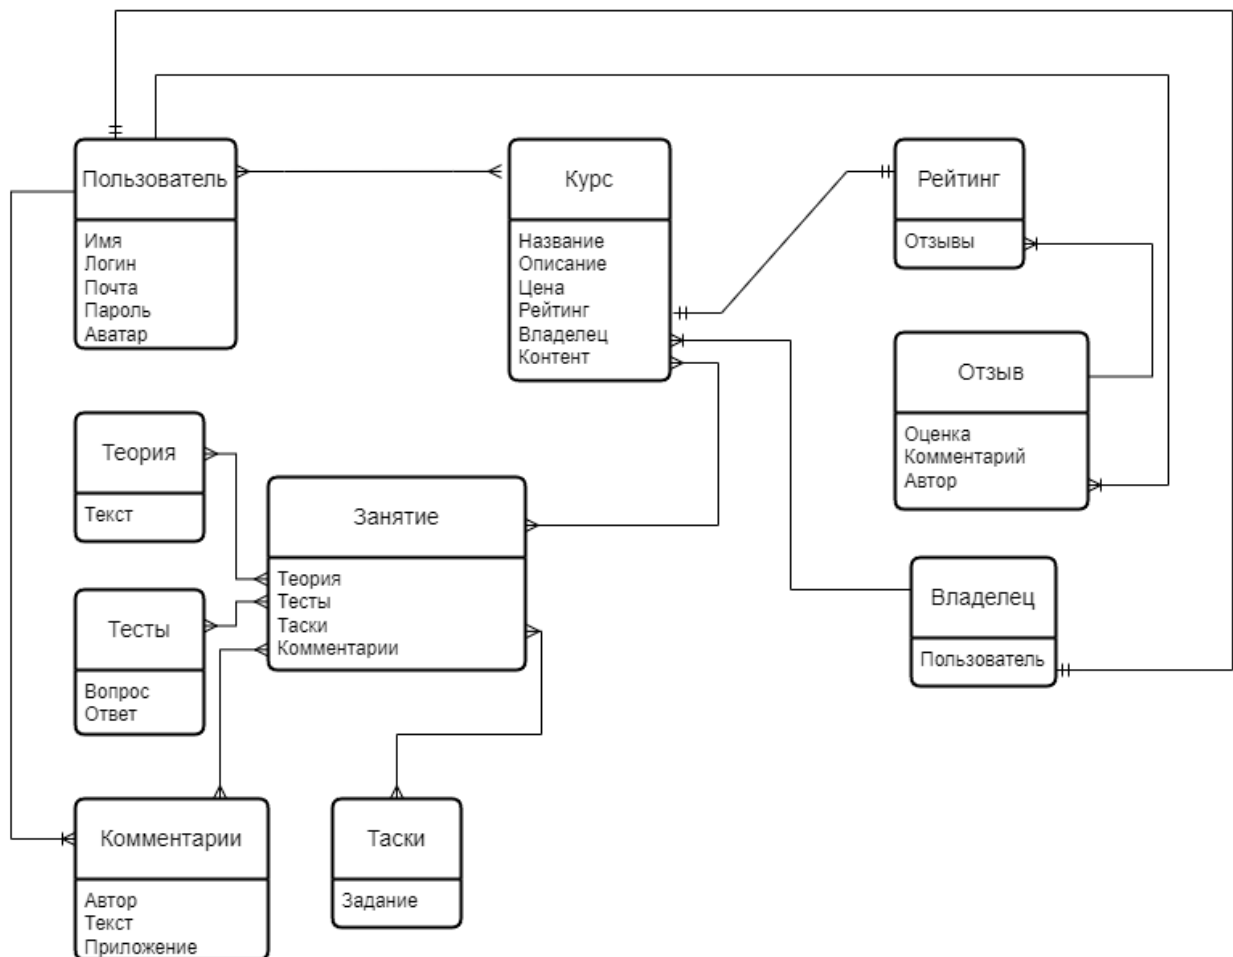 Пользователь
Имя
Логин
Почта
Пароль
Аватар
Курс
Название
Описание
Цена
Рейтинг
Владелец
Контент
Рейтинг
Отзывы
Отзыв
Оценка
Комментарий
Автор
Теория
Текст
Занятие
Теория
Тесты
Таски
Комментарии
Владелец
Пользователь
Тесты
Вопрос
Ответ
Комментарии
Автор
Текст
Приложение
Таски
Задание